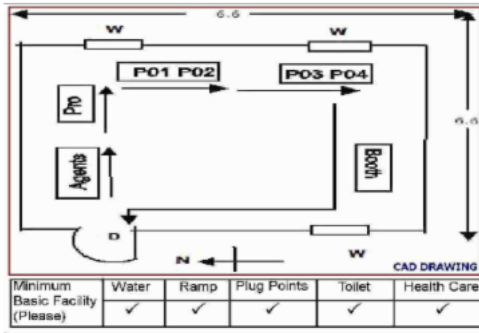 6.6
W W
P01 P02 P03 P04
Pro
6.6
Agents
Booth
D
N
W
CAD DRAWING
Minimum Basic Facility (Please) Water Ramp Plug Points Toilet Health Care
✓ ✓ ✓ ✓ ✓